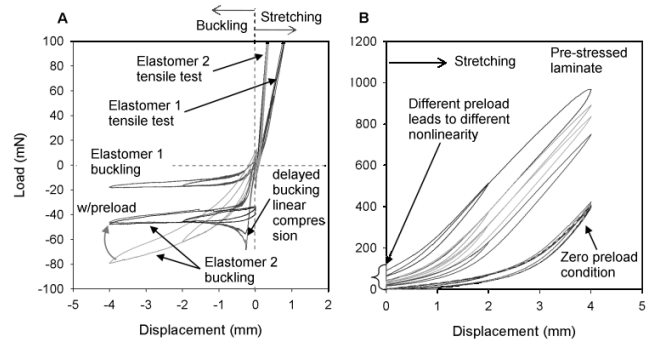 A
Buckling
Stretching
100
80
60
40
20
0
-20
-40
-60
-80
-100
Load (mN)
Elastomer 2
tensile test
Elastomer 1
tensile test
Elastomer 1
buckling
w/preload
Elastomer 2
buckling
delayed
bucking
linear
compres
sion
-5
-4
-3
-2
-1
0
1
2
Displacement (mm)
B
1200
1000
800
600
400
200
0
Stretching
Pre-stressed
laminate
Different preload
leads to different
nonlinearity
Zero preload
condition
0
1
2
3
4
5
Displacement (mm)